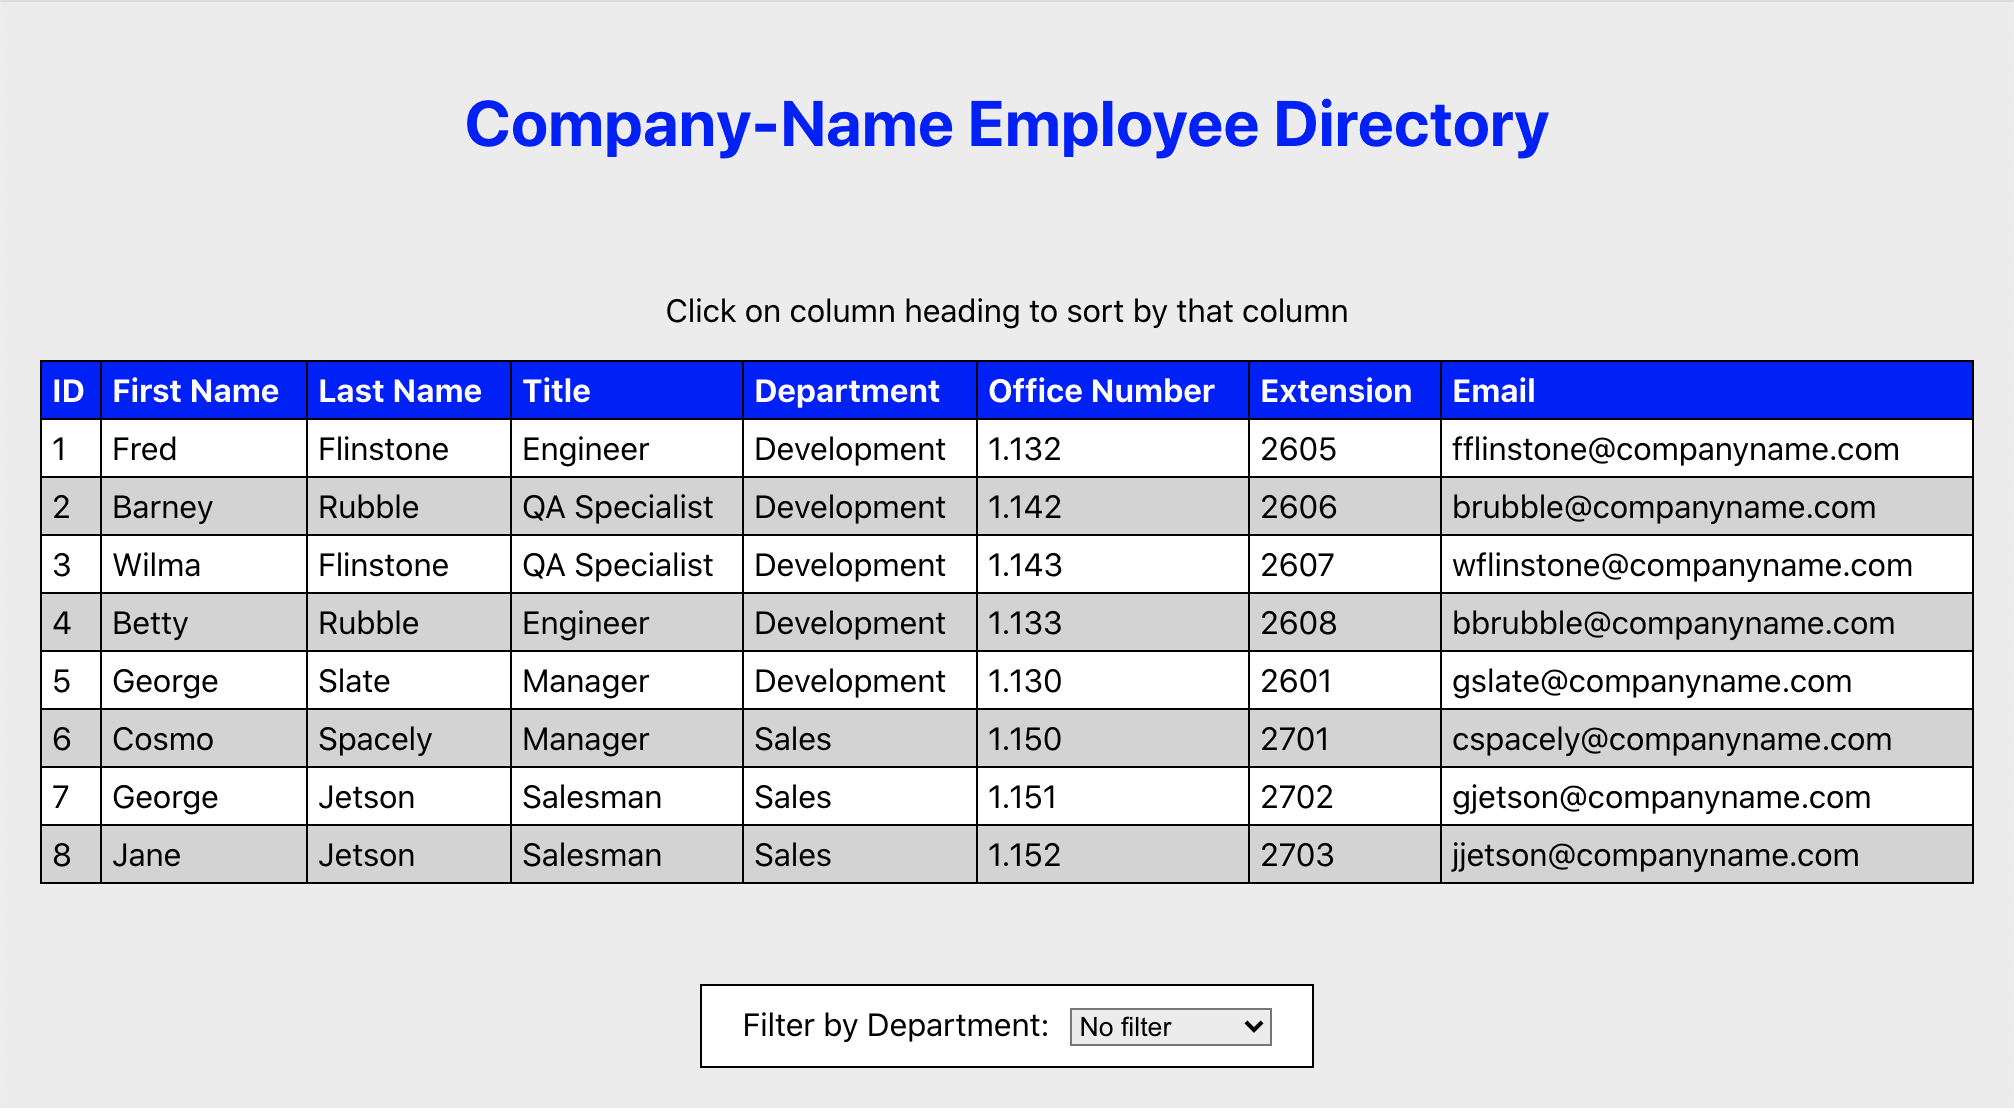 Company-Name Employee Directory
Click on column heading to sort by that column
ID First Name Last Name Title Department Office Number Extension Email
1 Fred Flinstone Engineer Development 1.132 2605 fflinstone@companyname.com
2 Barney Rubble QA Specialist Development 1.142 2606 brubble@companyname.com
3 Wilma Flinstone QA Specialist Development 1.143 2607 wflinstone@companyname.com
4 Betty Rubble Engineer Development 1.133 2608 bbrubble@companyname.com
5 George Slate Manager Development 1.130 2601 gslate@companyname.com
6 Cosmo Spacely Manager Sales 1.150 2701 cspacely@companyname.com
7 George Jetson Salesman Sales 1.151 2702 gjetson@companyname.com
8 Jane Jetson Salesman Sales 1.152 2703 jjetson@companyname.com
Filter by Department: No filter